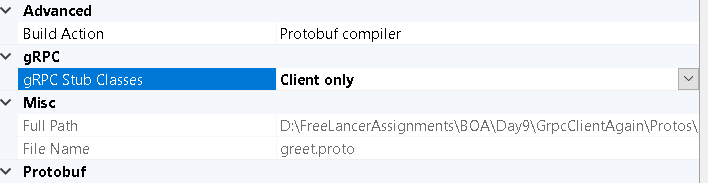 Advanced
Build Action Protobuf compiler
gRPC
gRPC Stub Classes Client only
Misc
Full Path D:\FreeLancerAssignments\BOA\Day9\GrpcClientAgain\Protos\
File Name greet.proto
Protobuf